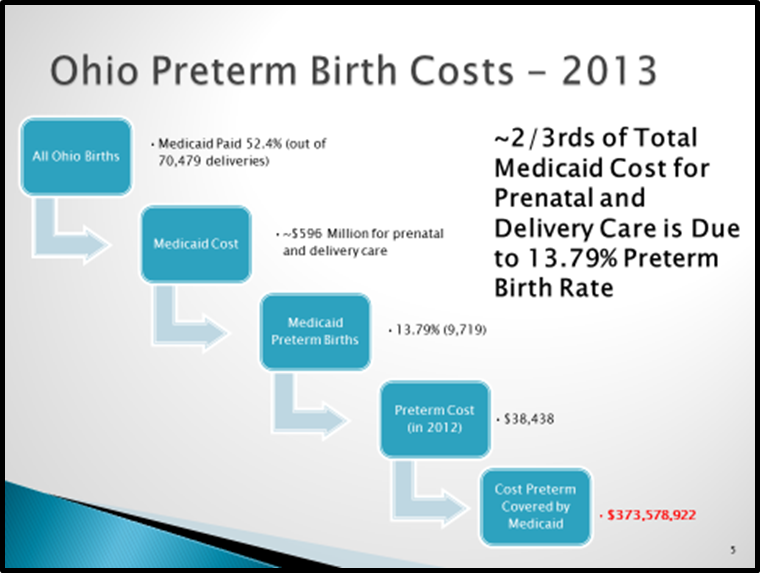 Ohio Preterm Birth Costs - 2013
All Ohio Births
• Medicaid Paid 52.4% (out of
70,479 deliveries)
~2/3rds of Total
Medicaid Cost for
Prenatal and
Delivery Care is Due
to 13.79% Preterm
Birth Rate
Medicaid Cost
• ~$596 Million for prenatal
and delivery care
Medicaid
Preterm Births
• 13.79% (9,719)
Preterm Cost
(in 2012)
• $38,438
Cost Preterm
Covered by
Medicaid
• $373,578,922
5